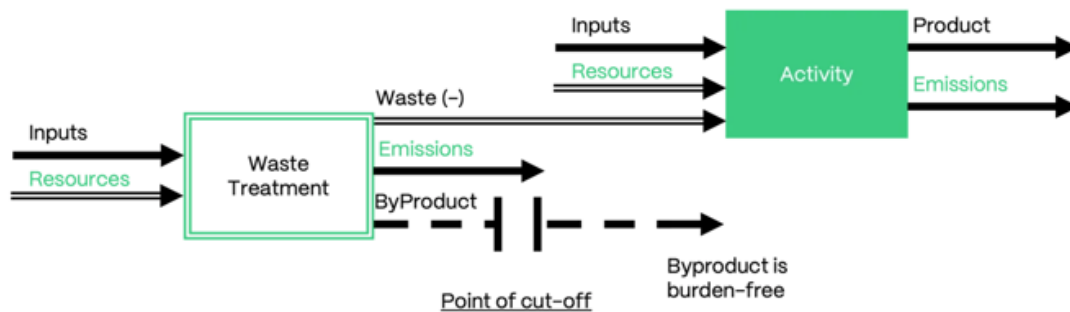 Inputs
Product
Resources
Activity
Emissions
Waste (-)
Inputs
Emissions
Resources
Waste
Treatment
ByProduct
Byproduct is
burden-free
Point of cut-off